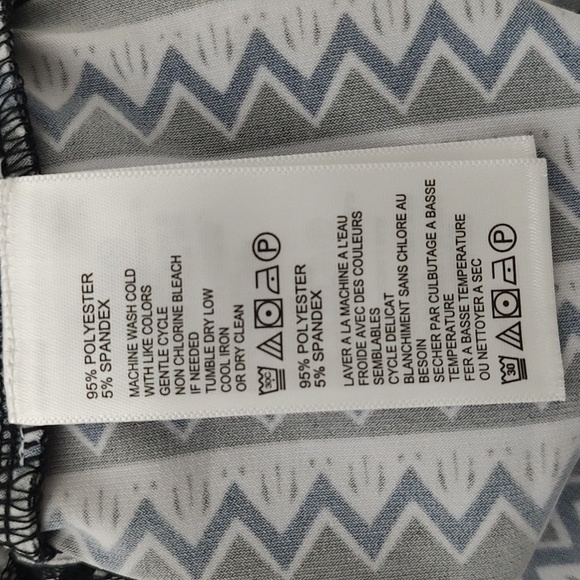 95% POLYESTER
5% SPANDEX
MACHINE WASH COLD
WITH LIKE COLORS
GENTLE CYCLE
NON CHLORINE BLEACH
IF NEEDED
TUMBLE DRY LOW
COOL IRON
OR DRY CLEAN
30c P
95% POLYESTER
5% SPANDEX
LAVER A LA MACHINE A L'EAU
FROIDE AVEC DES COULEURS
SEMBLABLES
CYCLE DELICAT
BLANCHIMENT SANS CHLORE AU
BESOIN
SECHER PAR CULBUTAGE A BASSE
TEMPERATURE
FER A BASSE TEMPERATURE
OU NETTOYER A SEC
30 P